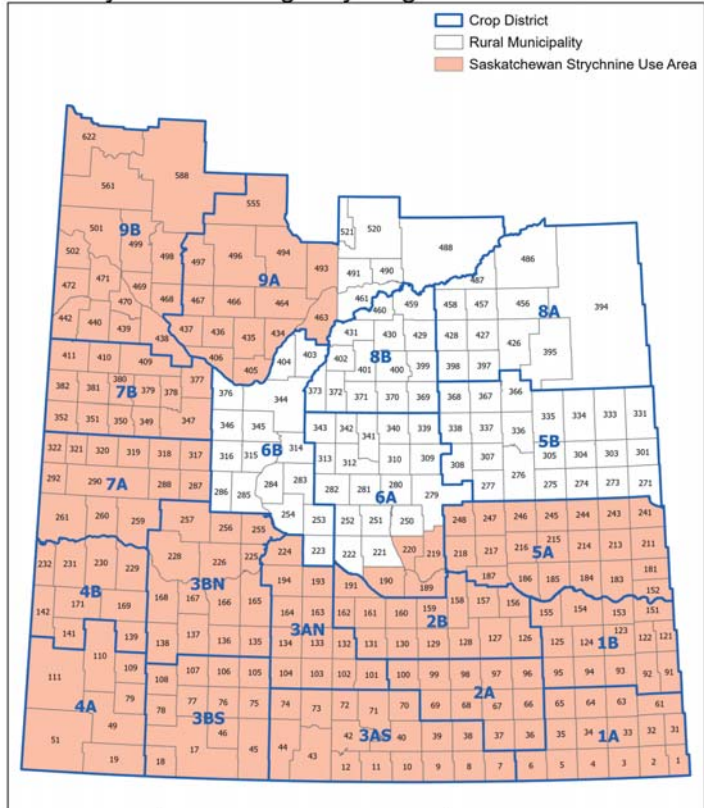 Crop District
Rural Municipality
Saskatchewan Strychnine Use Area
622
588
561
555
521 520
501 9B 499
488
502 498 497 496 494 493
486
472 471 469 9A
491 490
487
470 468 467 466 464
461 460 459 458 457 456 8A 394
442 440 439 438 437 436 435 434 463
431 430 429 428 427 426
411 410 409 406 405 404 403 402 8B 401 400 399 398 397 395
382 381 380 379 378 377
7B
376 344 373 372 371 370 369 368 367 366
352 351 350 349 347
346 345 343 342 341 340 339 337 336 335 334 333 331
5B
322 321 320 319 318 317 316 315 6B 314 313 312 310 309 308 307 305 304 303 301
292 290 288 287 286 285 284 283 282 281 280 279 277 276 275 274 273 271
7A
6A
261 260 259 257 256 255 254 253 252 251 250 248 247 246 245 244 243 241
232 231 230 229 228 226 225 224 223 222 221 220 219 218 217 216 215 214 213 211
5A
4B 3BN
194 193 191 190 189 187 186 185 184 183 181
142 171 169 168 167 166 165 164 163 162 161 160 159 158 157 156 155 154 153 152 151
2B
141 139 138 137 136 135 134 133 132 131 130 129 128 127 126 125 124 123 122 121
3AN
1B
111 110 109 108 107 106 105 104 103 102 101 100 99 98 97 96 95 94 93 92 91
2A
4A 79 78 77 76 75 74 73 72 71 70 69 68 67 66 65 64 63 61
3BS
51 49 46 45 44 43 42 3AS 40 39 38 37 36 35 34 1A 33 32 31
19 18 17 12 11 10 9 8 7 6 5 4 3 2 1